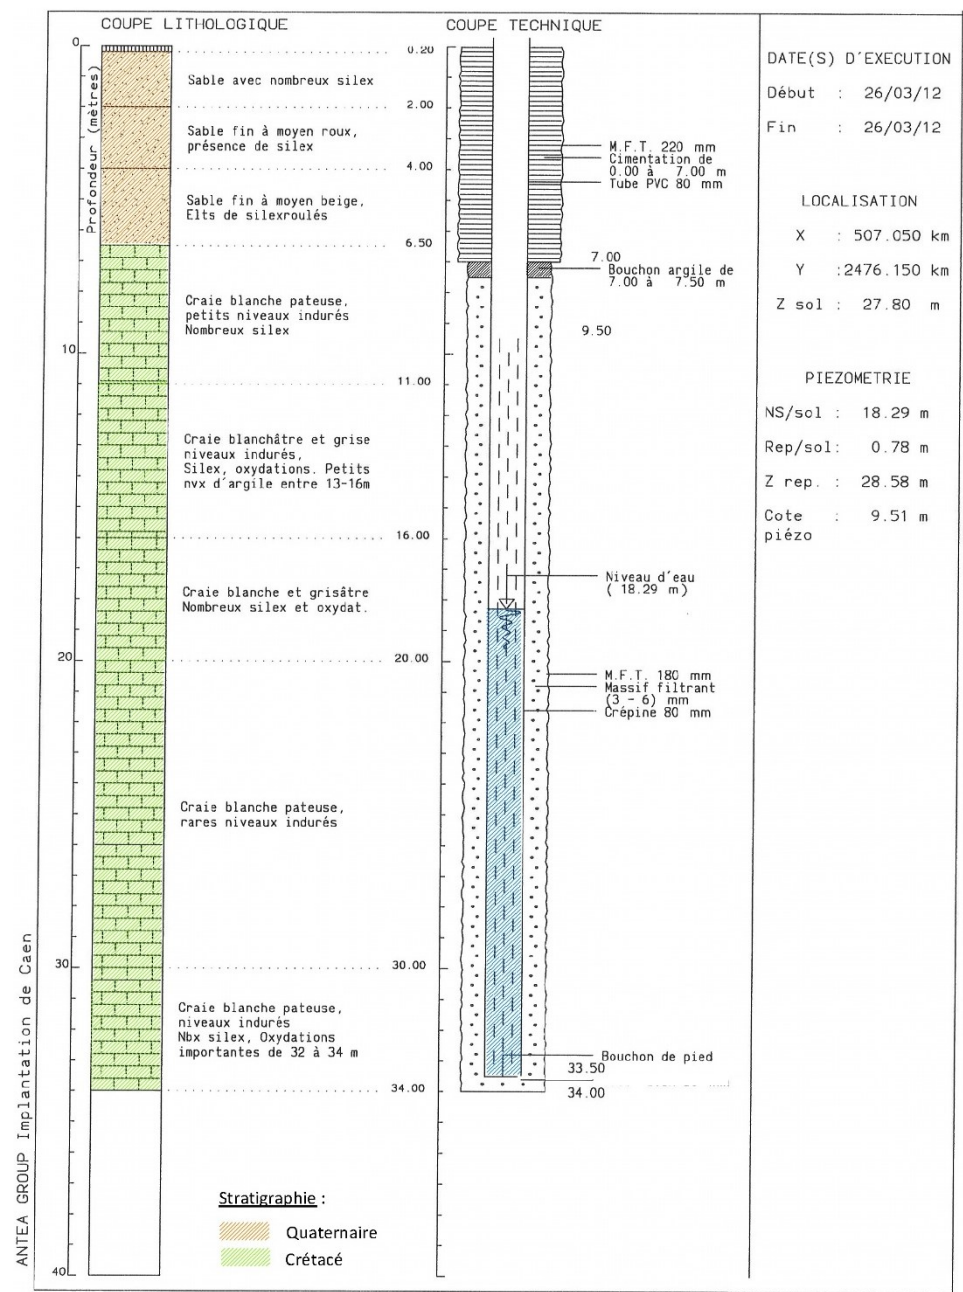 COUPE LITHOLOGIQUE
0
Profondeur (mètres)
10
20
30
40
0.20
Sable avec nombreux silex
2.00
Sable fin à moyen roux,
présence de silex
4.00
Sable fin à moyen beige,
Elts de silexroulés
6.50
Craie blanche pateuse,
petits niveaux indurés
Nombreux silex
11.00
Craie blanchâtre et grise
niveaux indurés,
Silex, oxydations. Petits
nvx d'argile entre 13-16m
16.00
Craie blanche et grisâtre
Nombreux silex et oxydat.
20.00
Craie blanche pateuse,
rares niveaux indurés
30.00
Craie blanche pateuse,
niveaux indurés
Nbx silex, Oxydations
importantes de 32 à 34 m
34.00
Stratigraphie :
Quaternaire
Crétacé
ANTEA GROUP Implantation de Caen
COUPE TECHNIQUE
M.F.T. 220 mm
Cimentation de
0.00 à 7.00 m
Tube PVC 80 mm
7.00
Bouchon argile de
7.00 à 7.50 m
9.50
Niveau d'eau
( 18.29 m)
M.F.T. 180 mm
Massif filtrant
(3 - 6) mm
Crépine 80 mm
Bouchon de pied
33.50
34.00
DATE(S) D'EXECUTION
Début : 26/03/12
Fin : 26/03/12
LOCALISATION
X : 507.050 km
Y :2476.150 km
Z sol : 27.80 m
PIEZOMETRIE
NS/sol : 18.29 m
Rep/sol: 0.78 m
Z rep. : 28.58 m
Cote : 9.51 m
piézo